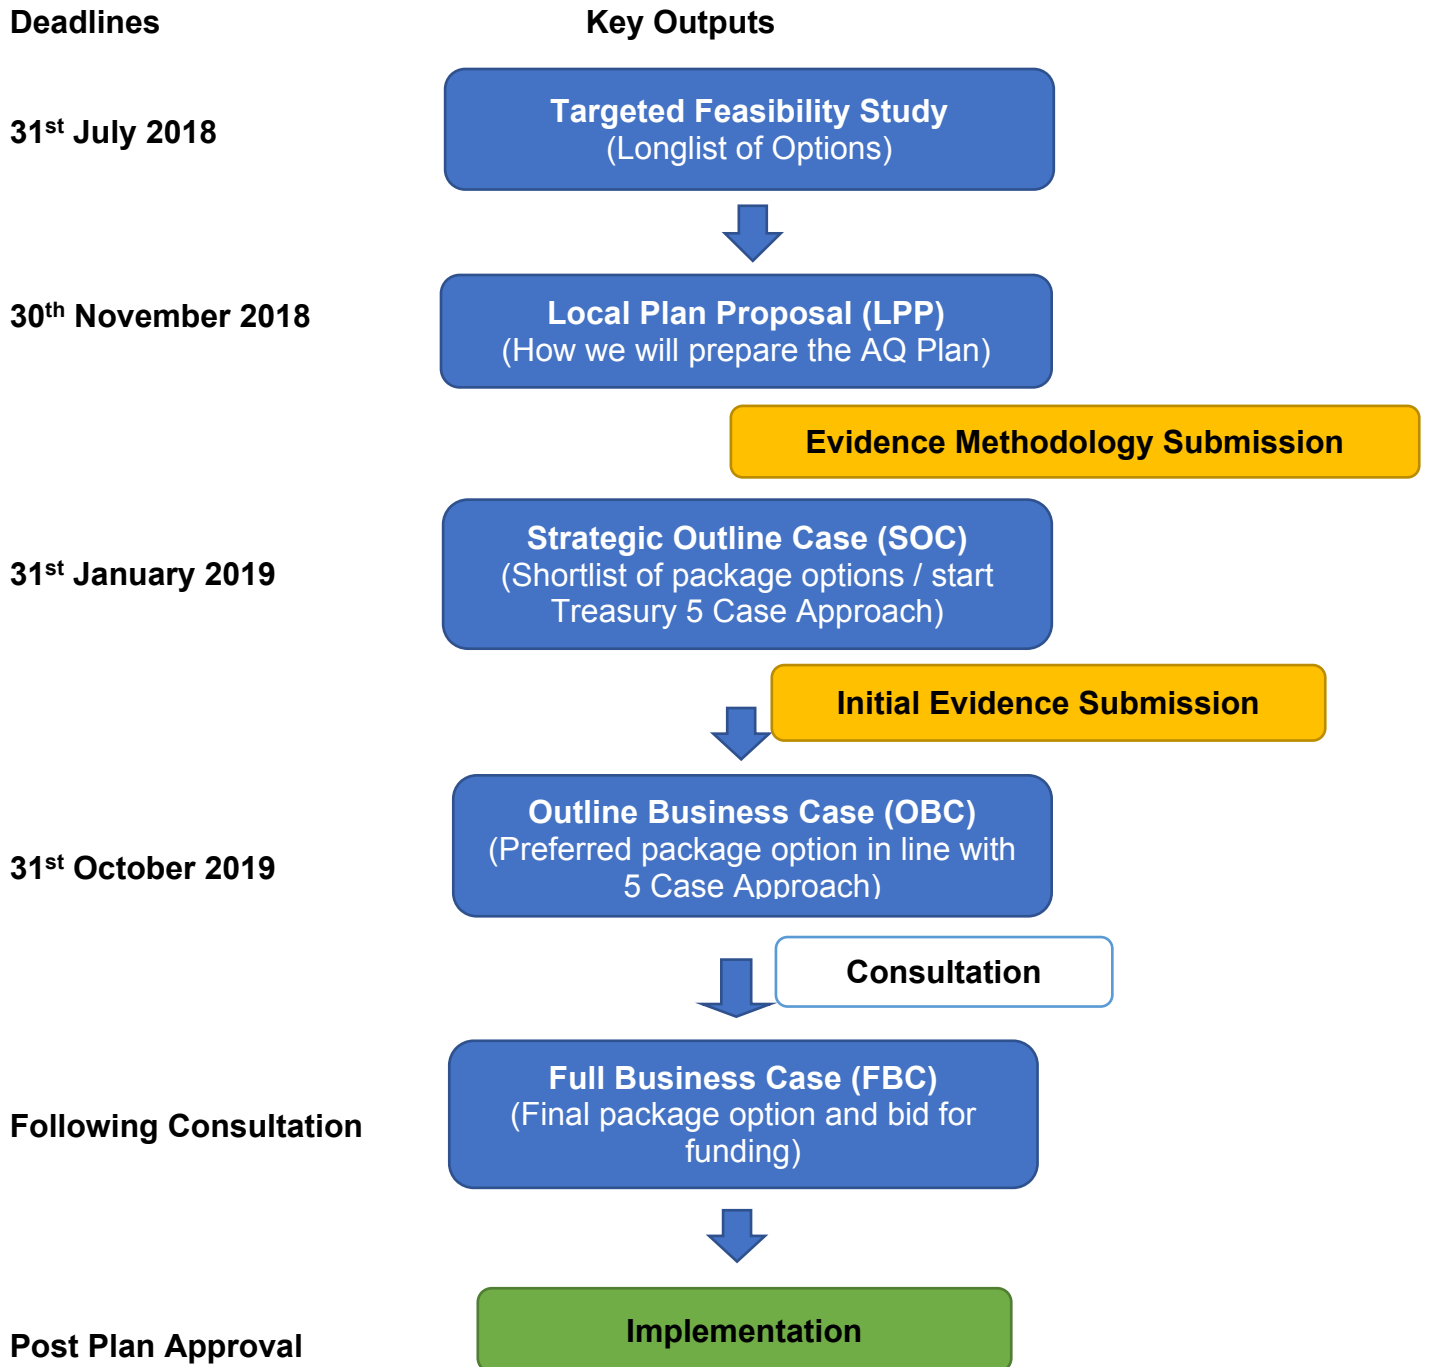 Deadlines Key Outputs
Targeted Feasibility Study
31st July 2018
(Longlist of Options)
30th November 2018
Local Plan Proposal (LPP)
(How we will prepare the AQ Plan)
Evidence Methodology Submission
Strategic Outline Case (SOC)
31st January 2019
(Shortlist of package options / start
Treasury 5 Case Approach)
Initial Evidence Submission
Outline Business Case (OBC)
(Preferred package option in line with
31st October 2019
5 Case Approach)
Consultation
Full Business Case (FBC)
Following Consultation
(Final package option and bid for
funding)
Implementation
Post Plan Approval